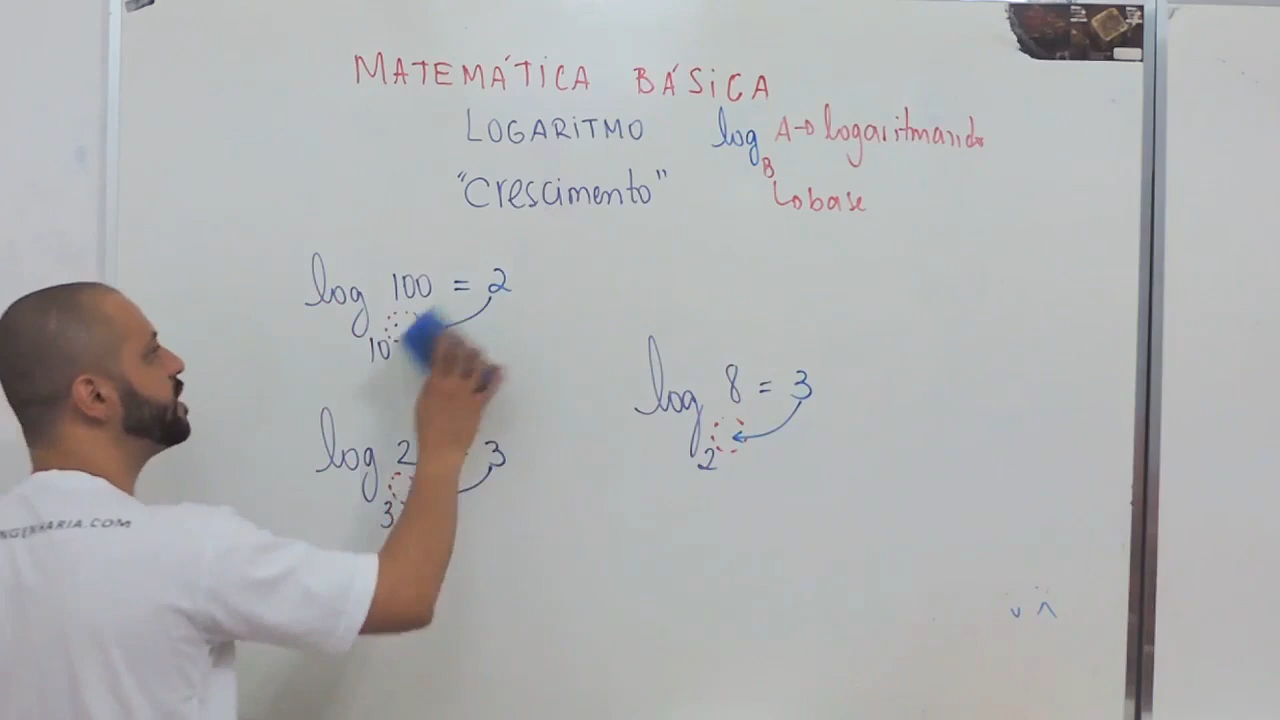 MATEMÁTICA BÁSICA
LOGARITMO
"Crescimento"
log A→logaritmando
B
↳base
log 100 = 2
10
log 2 3
3
log 8 = 3
2
NGENHARIA.COM